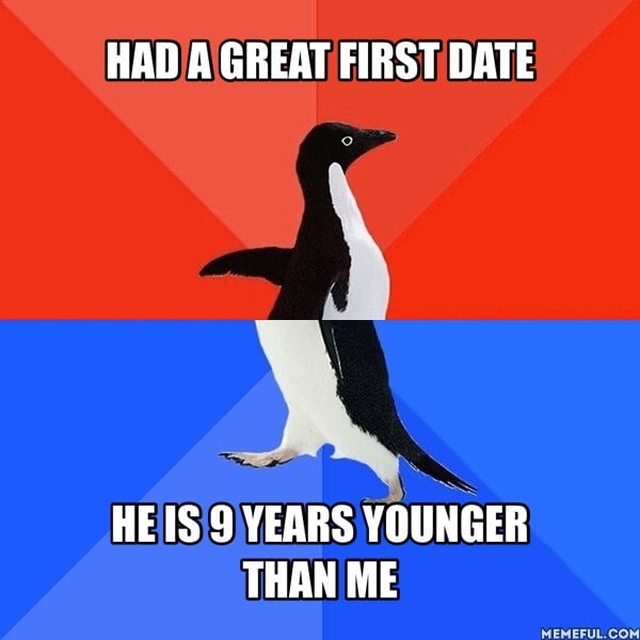 HAD A GREAT FIRST DATE
HE IS 9 YEARS YOUNGER
THAN ME
MEMEFUL.COM